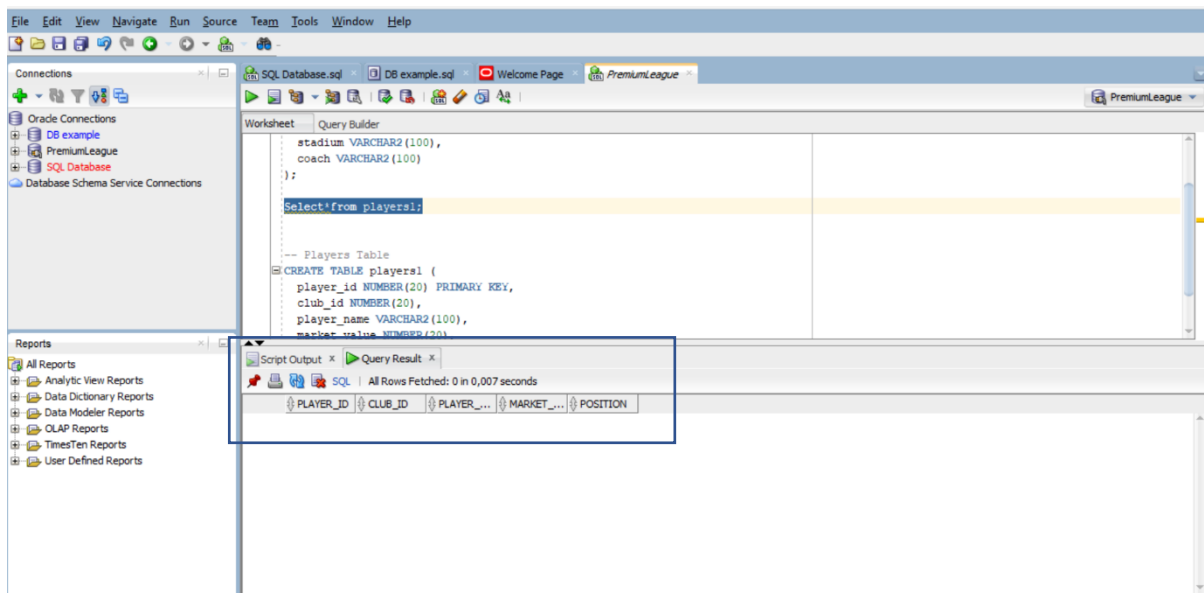 File Edit View Navigate Run Source Team Tools Window Help
Connections
Oracle Connections
DB example
PremiumLeague
SQL Database
Database Schema Service Connections
Reports
All Reports
Analytic View Reports
Data Dictionary Reports
Data Modeler Reports
OLAP Reports
TimesTen Reports
User Defined Reports
SQL Database.sql DB example.sql Welcome Page PremiumLeague
PremiumLeague
Worksheet Query Builder
stadium VARCHAR2(100),
coach VARCHAR2(100)
);
Select*from players1;
-- Players Table
CREATE TABLE players1 (
player_id NUMBER(20) PRIMARY KEY,
club_id NUMBER(20),
player_name VARCHAR2(100),
market_value NUMBER(20),
Script Output Query Result
SQL | All Rows Fetched: 0 in 0,007 seconds
PLAYER_ID CLUB_ID PLAYER_... MARKET_... POSITION